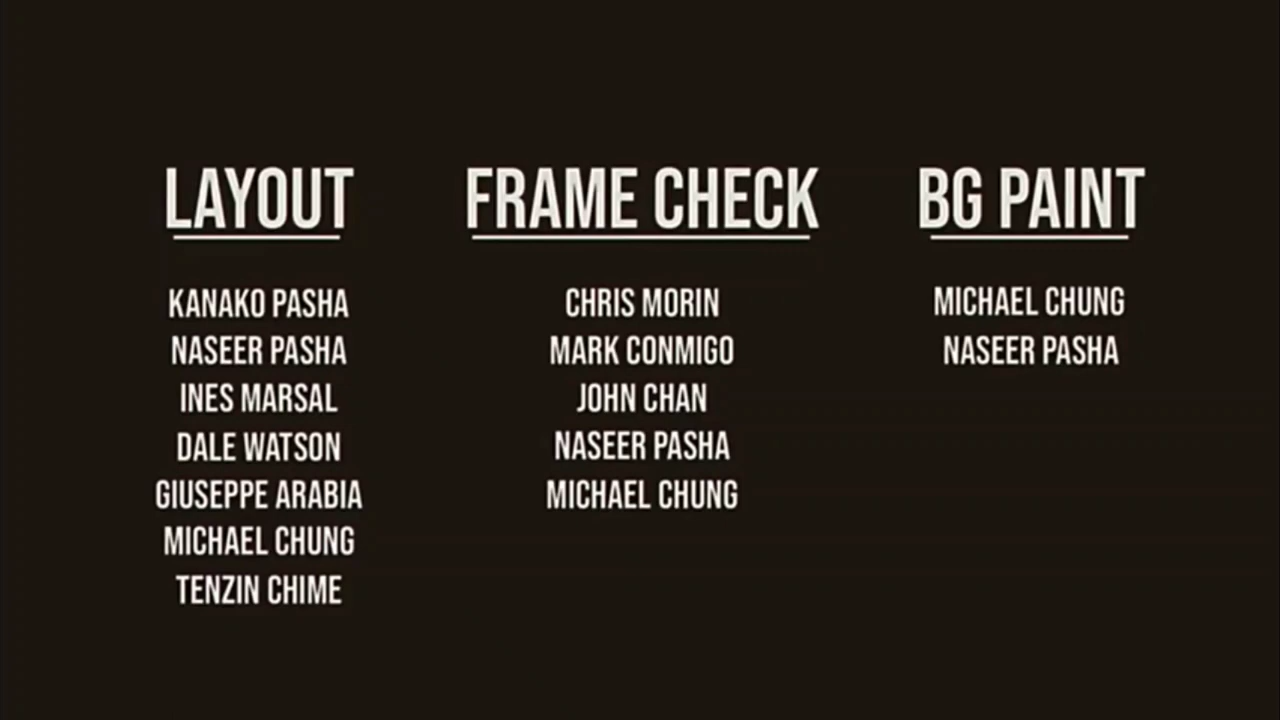 LAYOUT
KANAKO PASHA
NASEER PASHA
INES MARSAL
DALE WATSON
GIUSEPPE ARABIA
MICHAEL CHUNG
TENZIN CHIME
FRAME CHECK
CHRIS MORIN
MARK CONMIGO
JOHN CHAN
NASEER PASHA
MICHAEL CHUNG
BG PAINT
MICHAEL CHUNG
NASEER PASHA